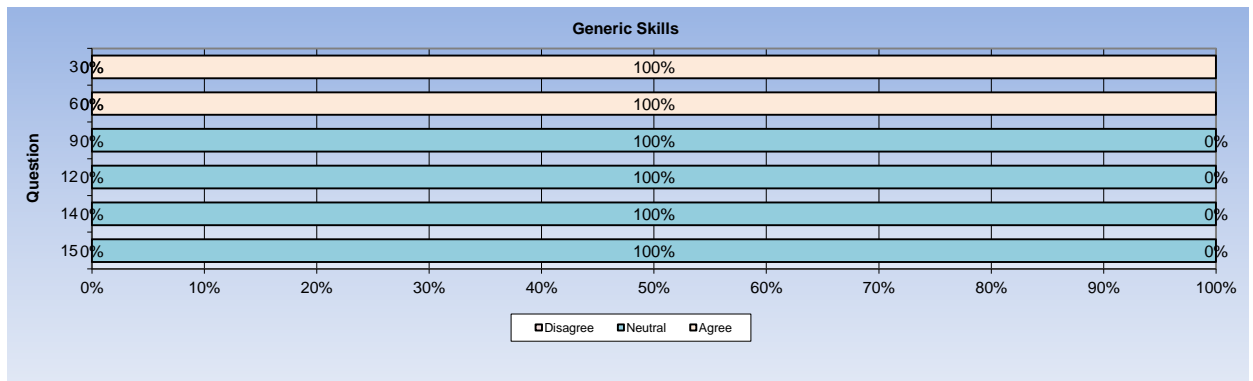 Generic Skills
3 0% 100%
6 0% 100%
9 0% 100% 0%
12 0% 100% 0%
14 0% 100% 0%
15 0% 100% 0%
Question
0% 10% 20% 30% 40% 50% 60% 70% 80% 90% 100%
Disagree Neutral Agree